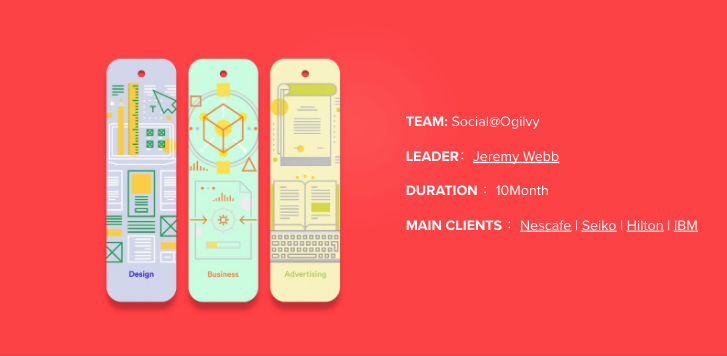 T
Design
Business
Advertising
TEAM: Social@Ogilvy
LEADER： Jeremy Webb
DURATION ： 10Month
MAIN CLIENTS ： Nescafe | Seiko | Hilton | IBM